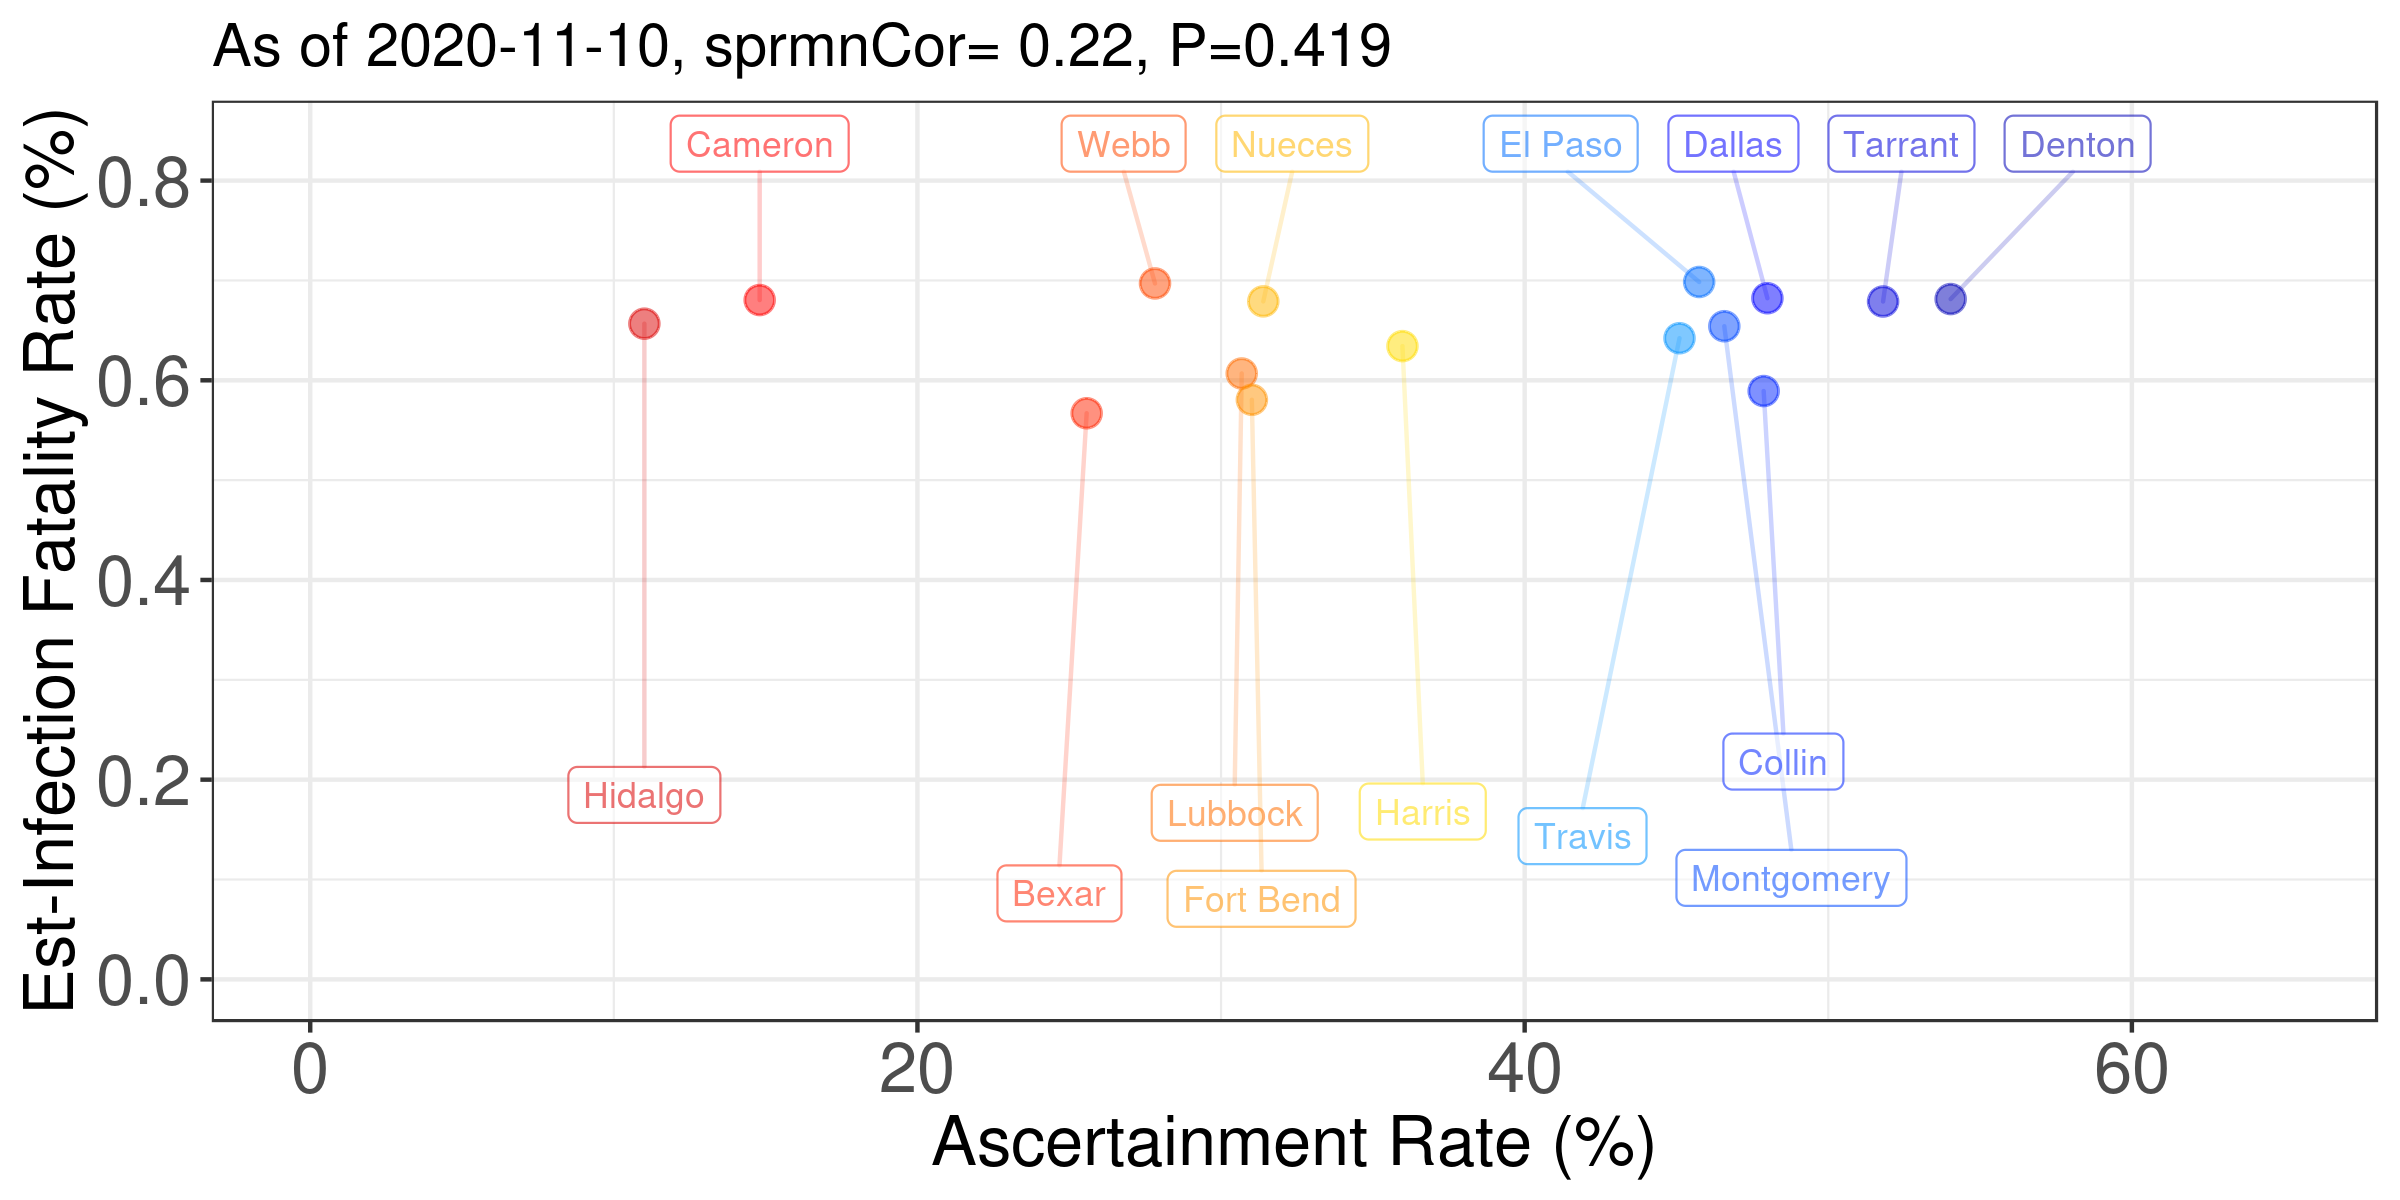 As of 2020-11-10, sprmnCor= 0.22, P=0.419
Est-Infection Fatality Rate (%)
0.8
0.6
0.4
0.2
0.0
Cameron
Webb
Nueces
El Paso
Dallas
Tarrant
Denton
Collin
Hidalgo
Lubbock
Harris
Travis
Montgomery
Bexar
Fort Bend
0
20
40
60
Ascertainment Rate (%)